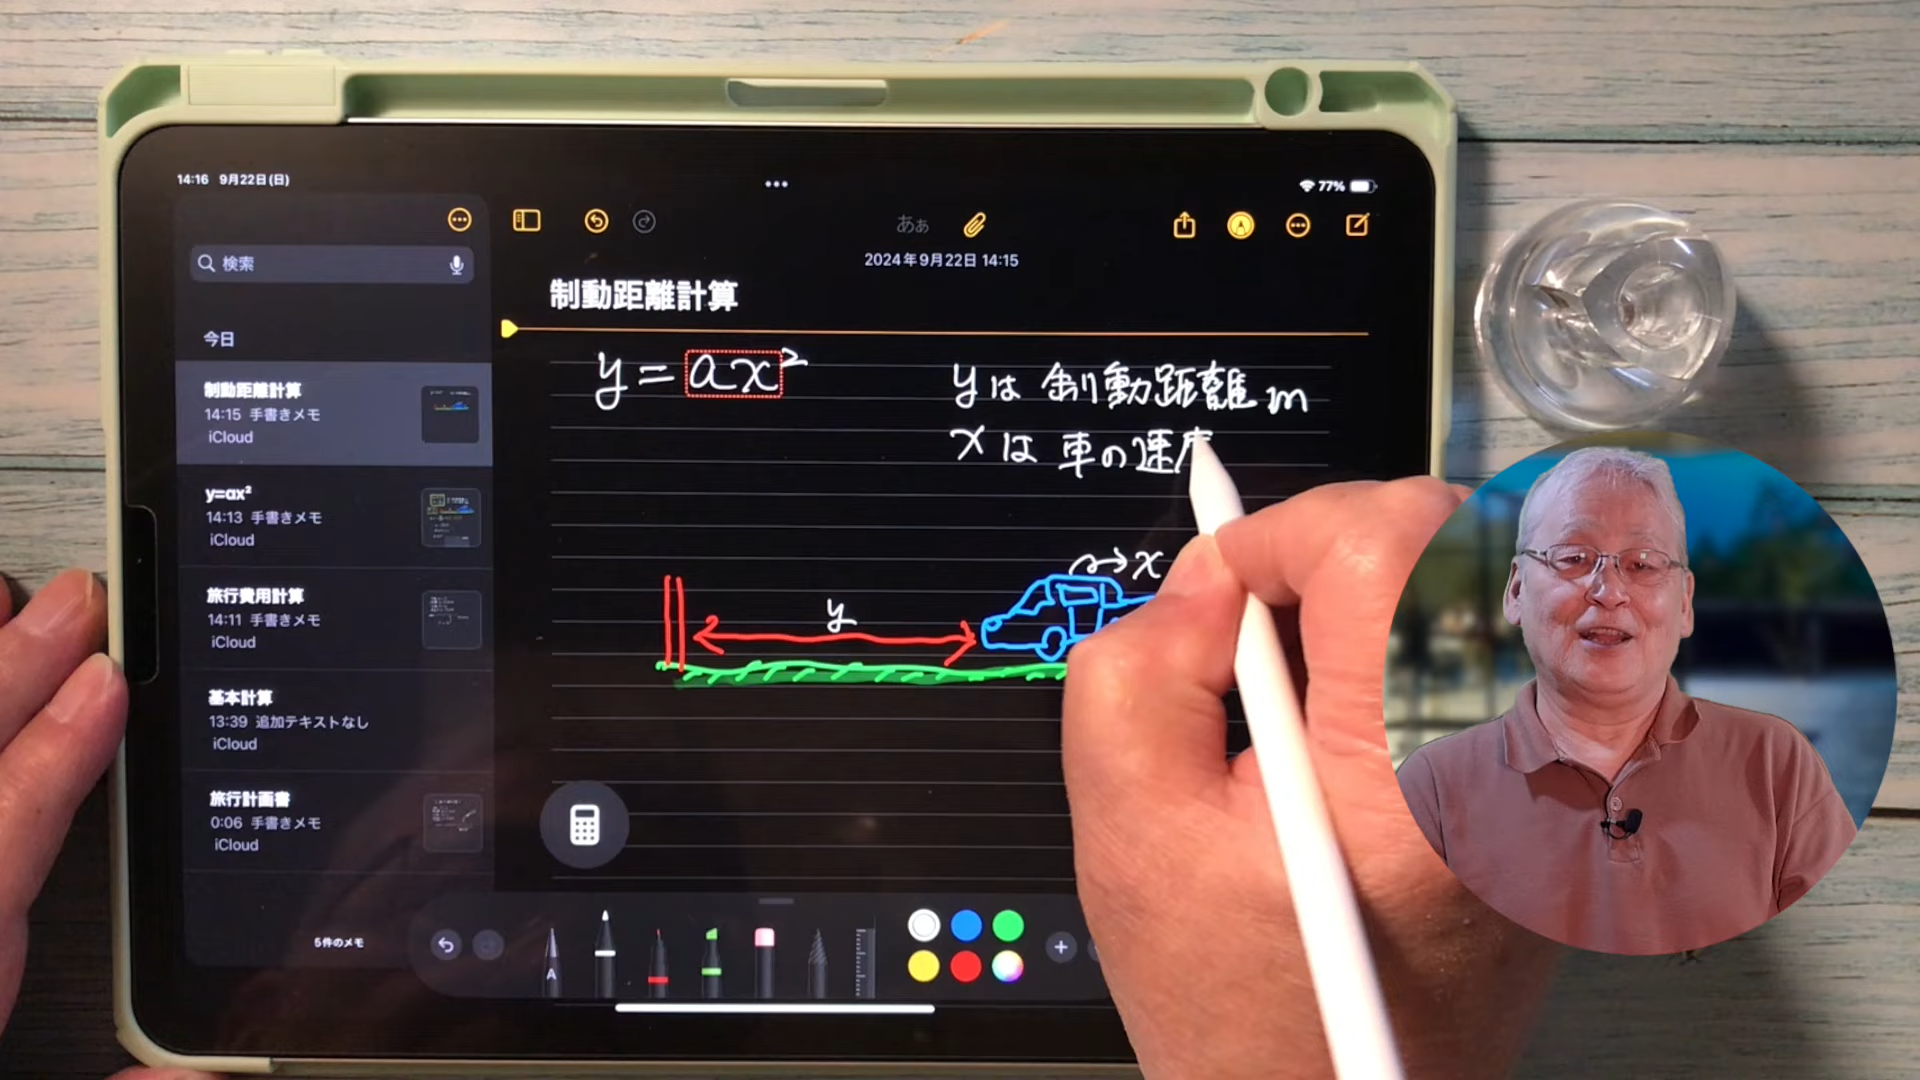 14:16 9月22日(日)
77%
検索
今日
制動距離計算
14:15 手書きメモ
iCloud
y=ax²
14:13 手書きメモ
iCloud
旅行費用計算
14:11 手書きメモ
iCloud
基本計算
13:39 追加テキストなし
iCloud
旅行計画書
0:06 手書きメモ
iCloud
5件のメモ
あぁ
2024年9月22日 14:15
制動距離計算
y=ax²
yは 制動距離 m
xは 車の速度
x
y
A